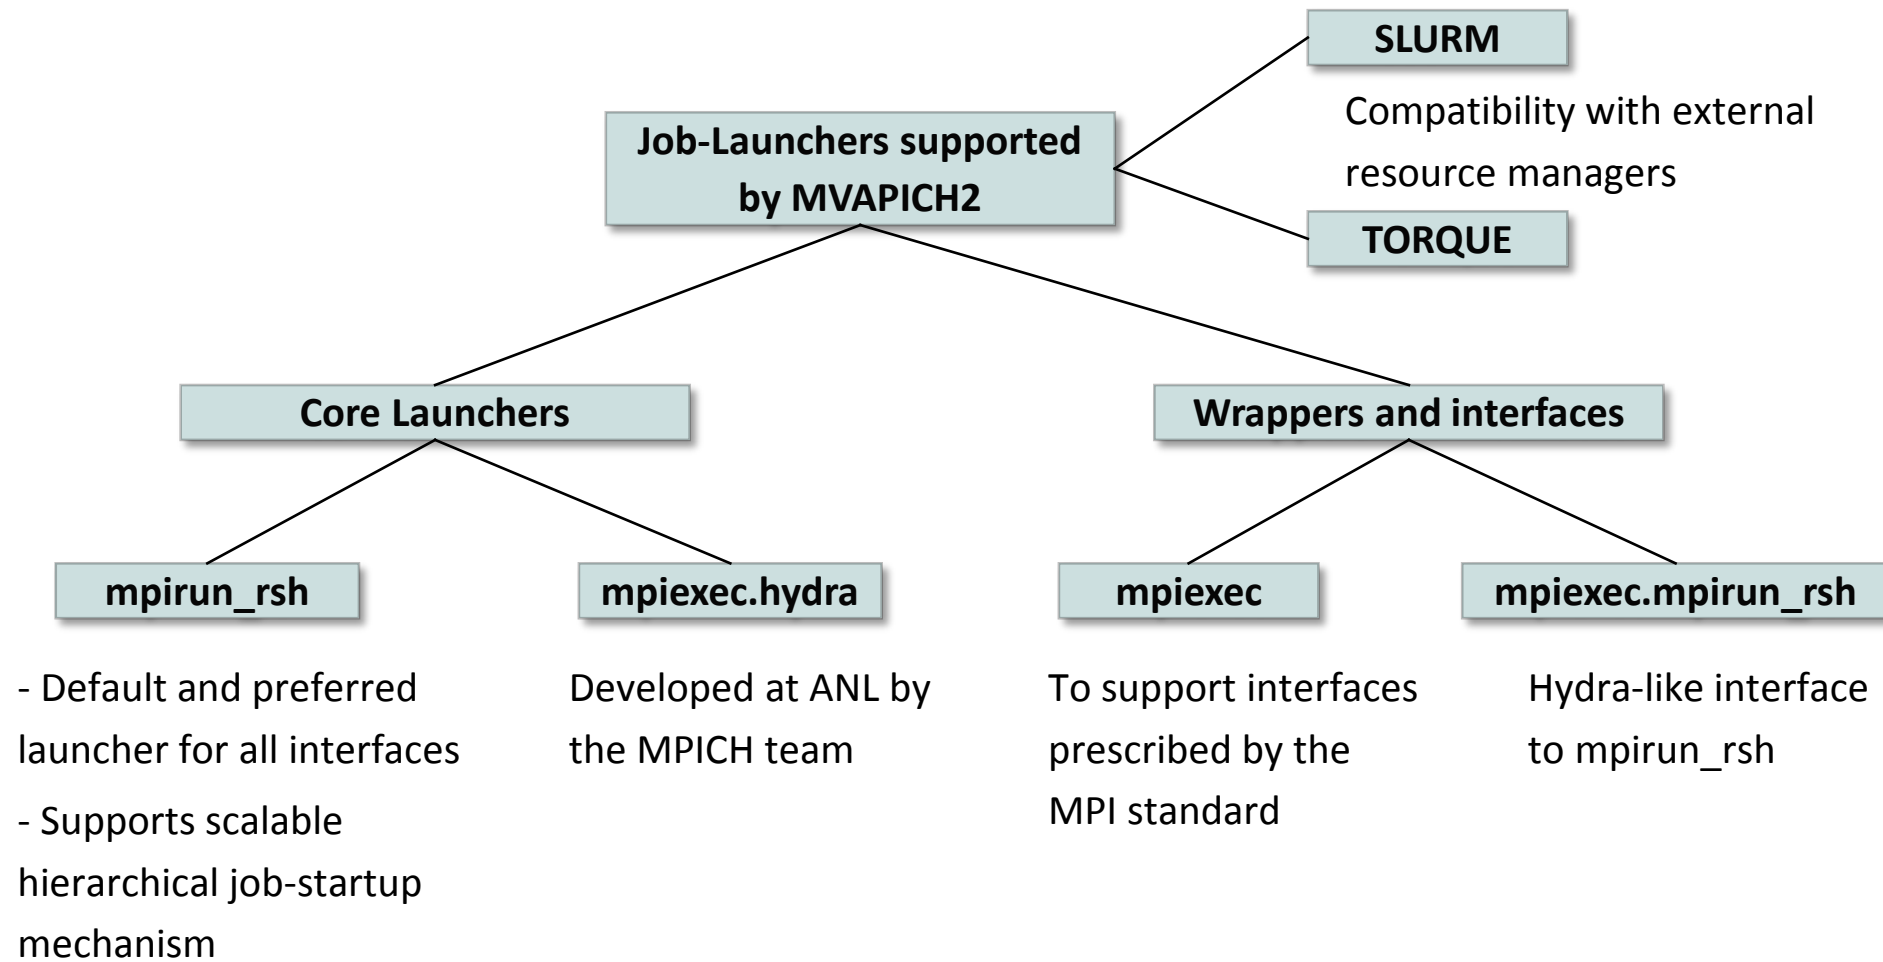 SLURM
Compatibility with external
resource managers
TORQUE
Job-Launchers supported
by MVAPICH2
Core Launchers
Wrappers and interfaces
mpirun_rsh
mpiexec.hydra
mpiexec
mpiexec.mpirun_rsh
- Default and preferred
launcher for all interfaces
- Supports scalable
hierarchical job-startup
mechanism
Developed at ANL by
the MPICH team
To support interfaces
prescribed by the
MPI standard
Hydra-like interface
to mpirun_rsh